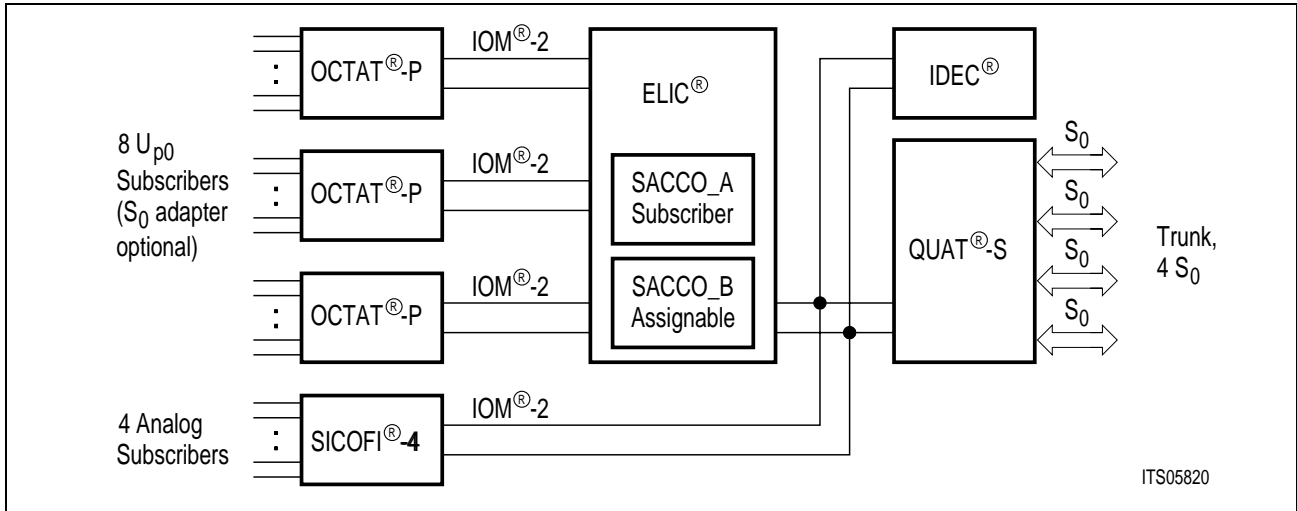 OCTAT®-P
IOM®-2
ELIC®
IDEC®
8 Up0
Subscribers
(S0 adapter
optional)
OCTAT®-P
IOM®-2
SACCO_A
Subscriber
QUAT®-S
S0
S0
S0
S0
Trunk,
4 S0
OCTAT®-P
IOM®-2
SACCO_B
Assignable
4 Analog
Subscribers
SICOFI®-4
IOM®-2
ITS05820